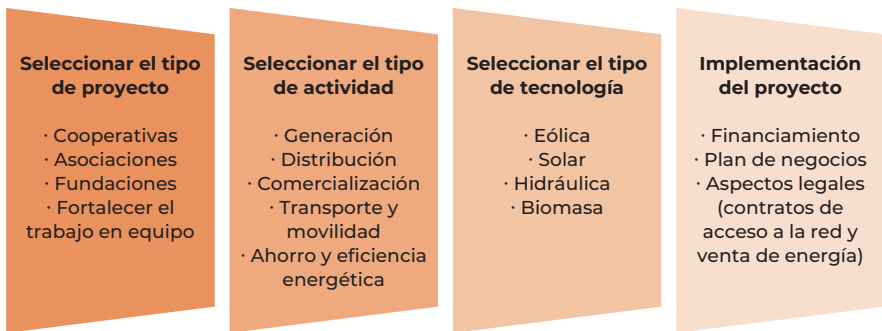 Seleccionar el tipo
de proyecto
· Cooperativas
· Asociaciones
· Fundaciones
· Fortalecer el
trabajo en equipo
Seleccionar el tipo
de actividad
· Generación
· Distribución
· Comercialización
· Transporte y
movilidad
· Ahorro y eficiencia
energética
Seleccionar el tipo
de tecnología
· Eólica
· Solar
· Hidráulica
· Biomasa
Implementación
del proyecto
· Financiamiento
· Plan de negocios
· Aspectos legales
(contratos de
acceso a la red y
venta de energía)